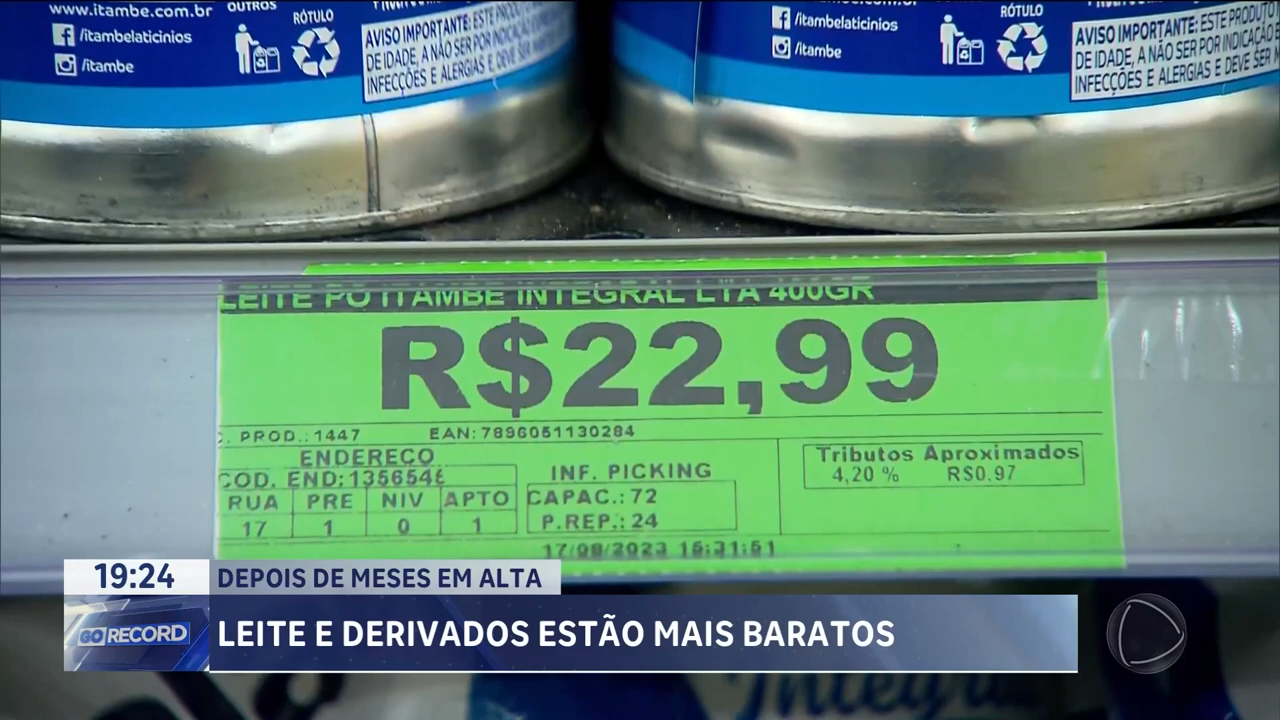 www.itambe.com.br
/itambelaticinios
/itambe
OUTROS
RÓTULO
AVISO IMPORTANTE: ESTE PRODU
DE IDADE, A NÃO SER POR INDICAÇÃO
INFECÇÕES E ALERGIAS E DEVE SER
/itambelaticinios
/itambe
RÓTULO
AVISO IMPORTANTE: ESTE PRODUTO
DE IDADE, A NÃO SER POR INDICAÇÃO
INFECÇÕES E ALERGIAS E DEVE SER
LEITE PO ITAMBE INTEGRAL LTA 400GR
R$22,99
. PROD.: 1447 EAN: 7896051130284
ENDEREÇO
COD. END: 1356546
RUA PRE NIV APTO
17 1 0 1
INF. PICKING
CAPAC.: 72
P.REP.: 24
Tributos Aproximados
4,20 % R$0.97
17/08/2023 15:31:51
19:24 DEPOIS DE MESES EM ALTA
GO RECORD
LEITE E DERIVADOS ESTÃO MAIS BARATOS
Integral